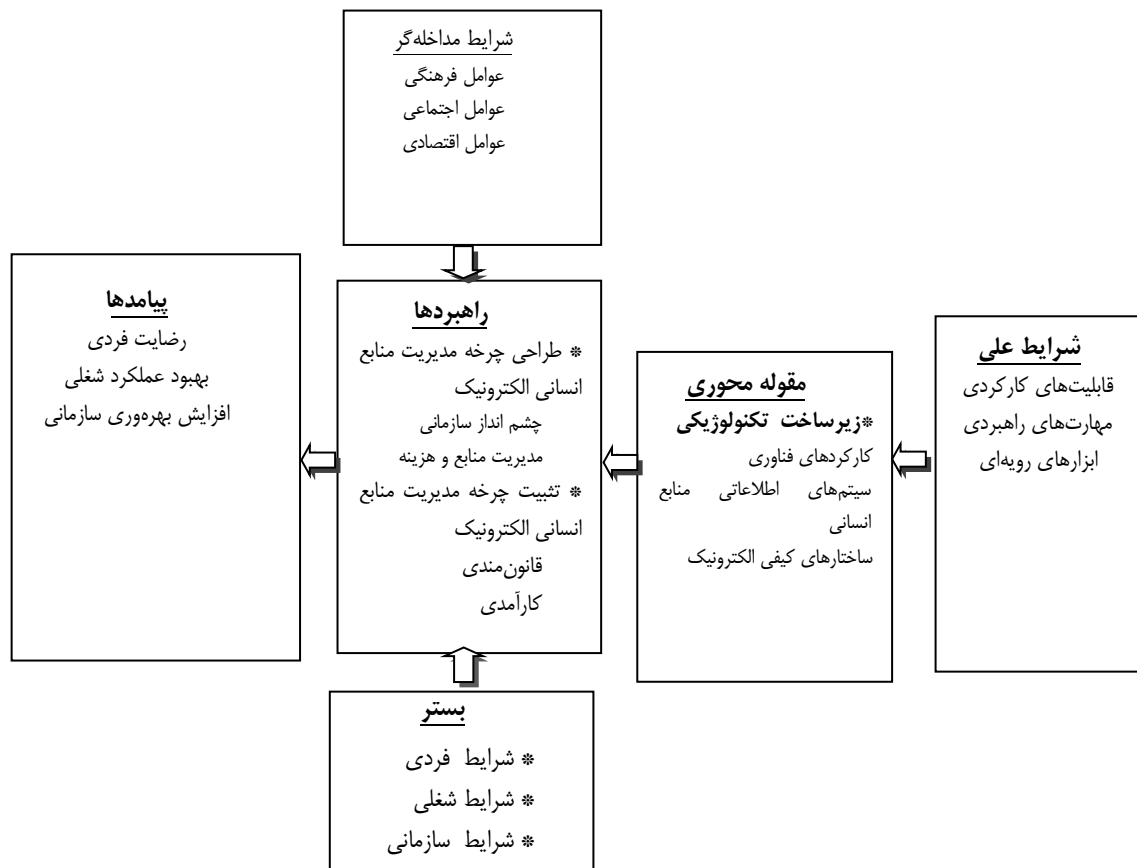 شرایط مداخله‌گر
عوامل فرهنگی
عوامل اجتماعی
عوامل اقتصادی
شرایط علی
قابلیت‌های کارکردی
مهارت‌های راهبردی
ابزارهای رویه‌ای
مقوله محوری
*زیرساخت تکنولوژیکی
کارکردهای فناوری
سیتم‌های اطلاعاتی منابع
انسانی
ساختارهای کیفی الکترونیک
راهبردها
* طراحی چرخه مدیریت منابع
انسانی الکترونیک
چشم انداز سازمانی
مدیریت منابع و هزینه
* تثبیت چرخه مدیریت منابع
انسانی الکترونیک
قانون‌مندی
کارآمدی
پیامدها
رضایت فردی
بهبود عملکرد شغلی
افزایش بهره‌وری سازمانی
بستر
* شرایط فردی
* شرایط شغلی
* شرایط سازمانی